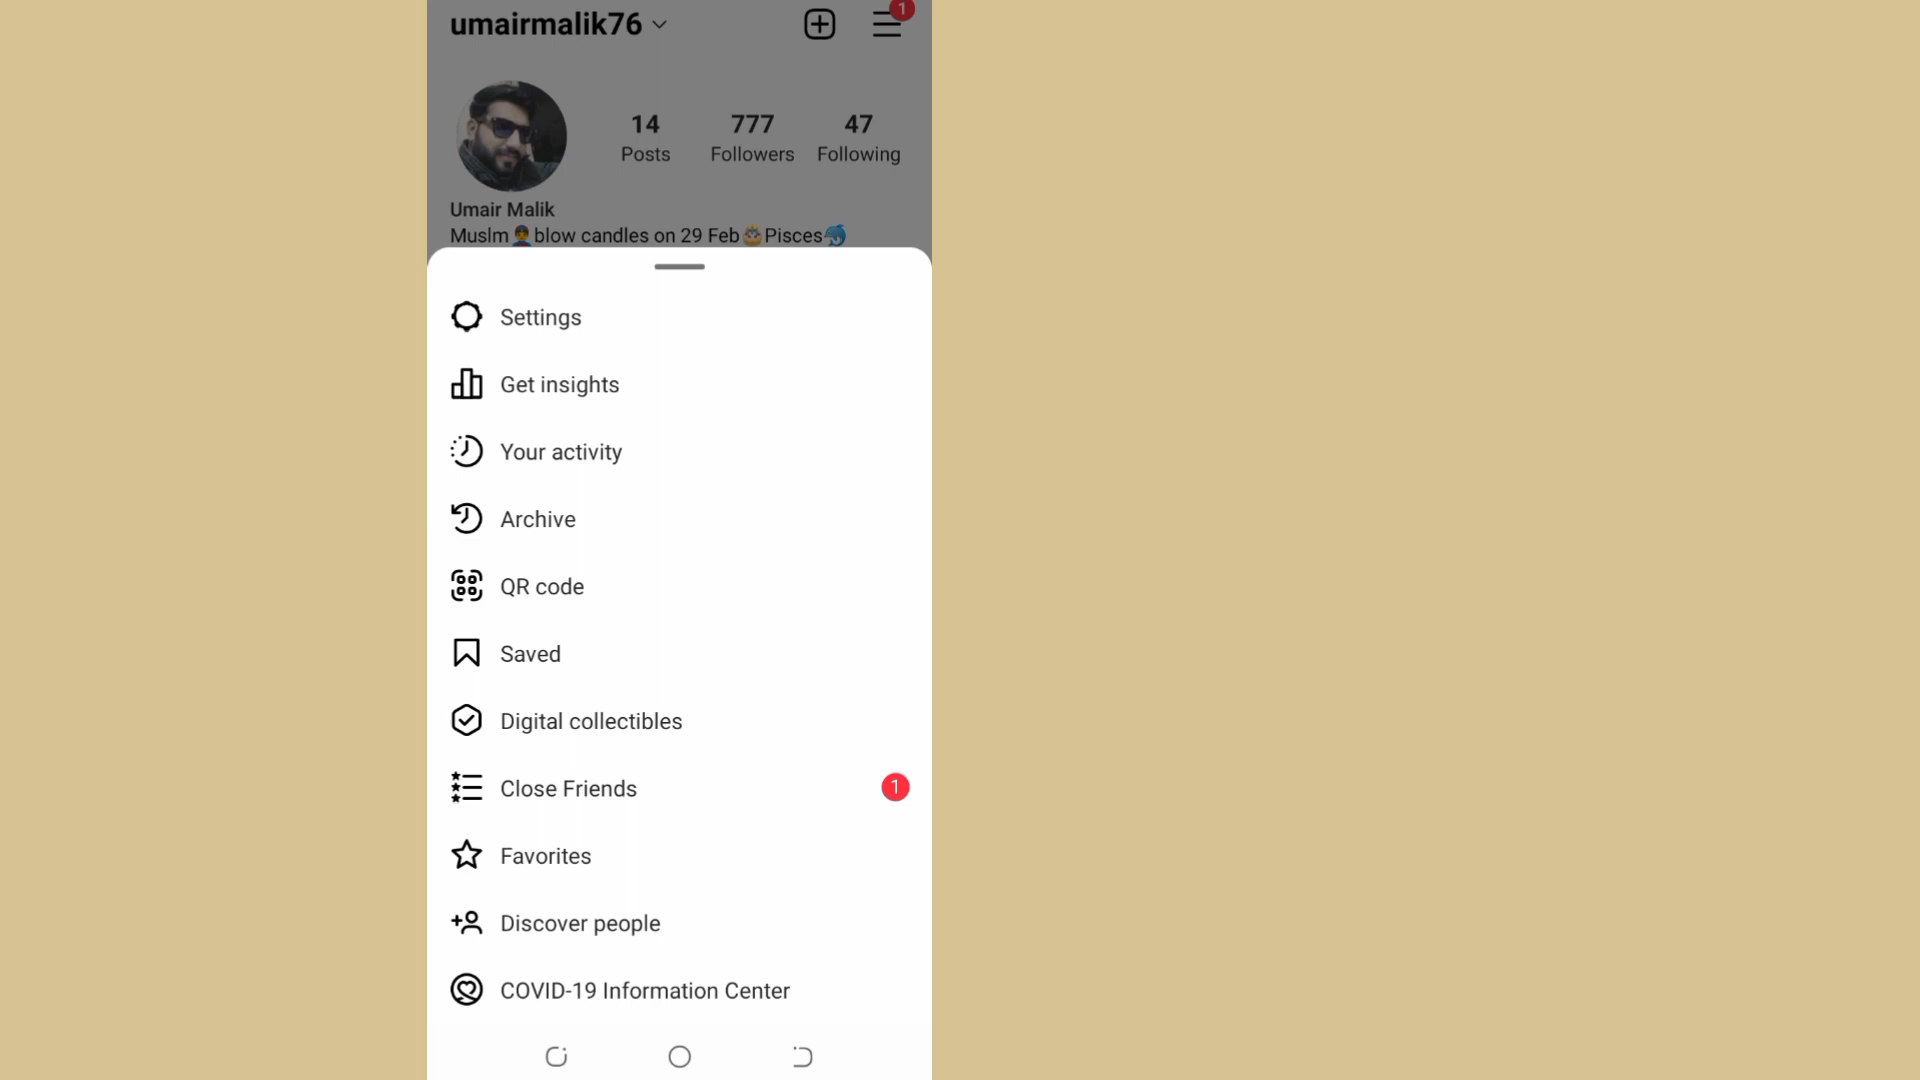 umairmalik76
1
14 777 47
Posts Followers Following
Umair Malik
Muslm👲blow candles on 29 Feb🎂Pisces🐬
Settings
Get insights
Your activity
Archive
QR code
Saved
Digital collectibles
Close Friends 1
Favorites
Discover people
COVID-19 Information Center